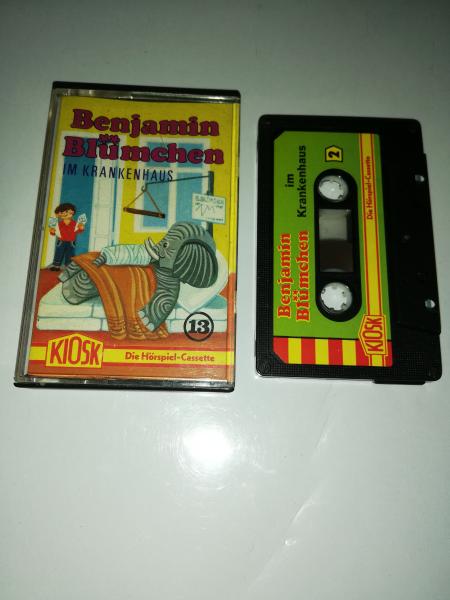 Benjamin
Blümchen
IM KRANKENHAUS
13
KIOSK
Die Hörspiel-Cassette
Benjamin
Blümchen
im
Krankenhaus
2
KIOSK
Die Hörspiel-Cassette